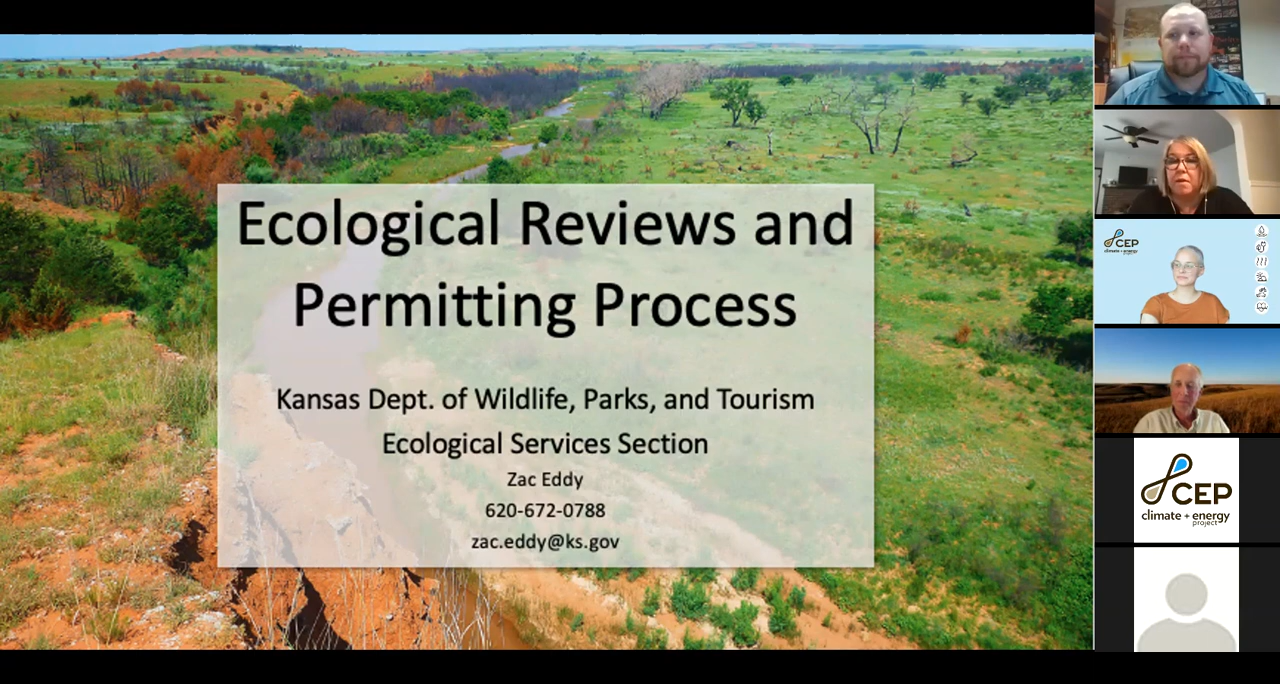 Ecological Reviews and
Permitting Process
Kansas Dept. of Wildlife, Parks, and Tourism
Ecological Services Section
Zac Eddy
620-672-0788
zac.eddy@ks.gov
CEP
climate + energy
project
CEP
climate + energy
project